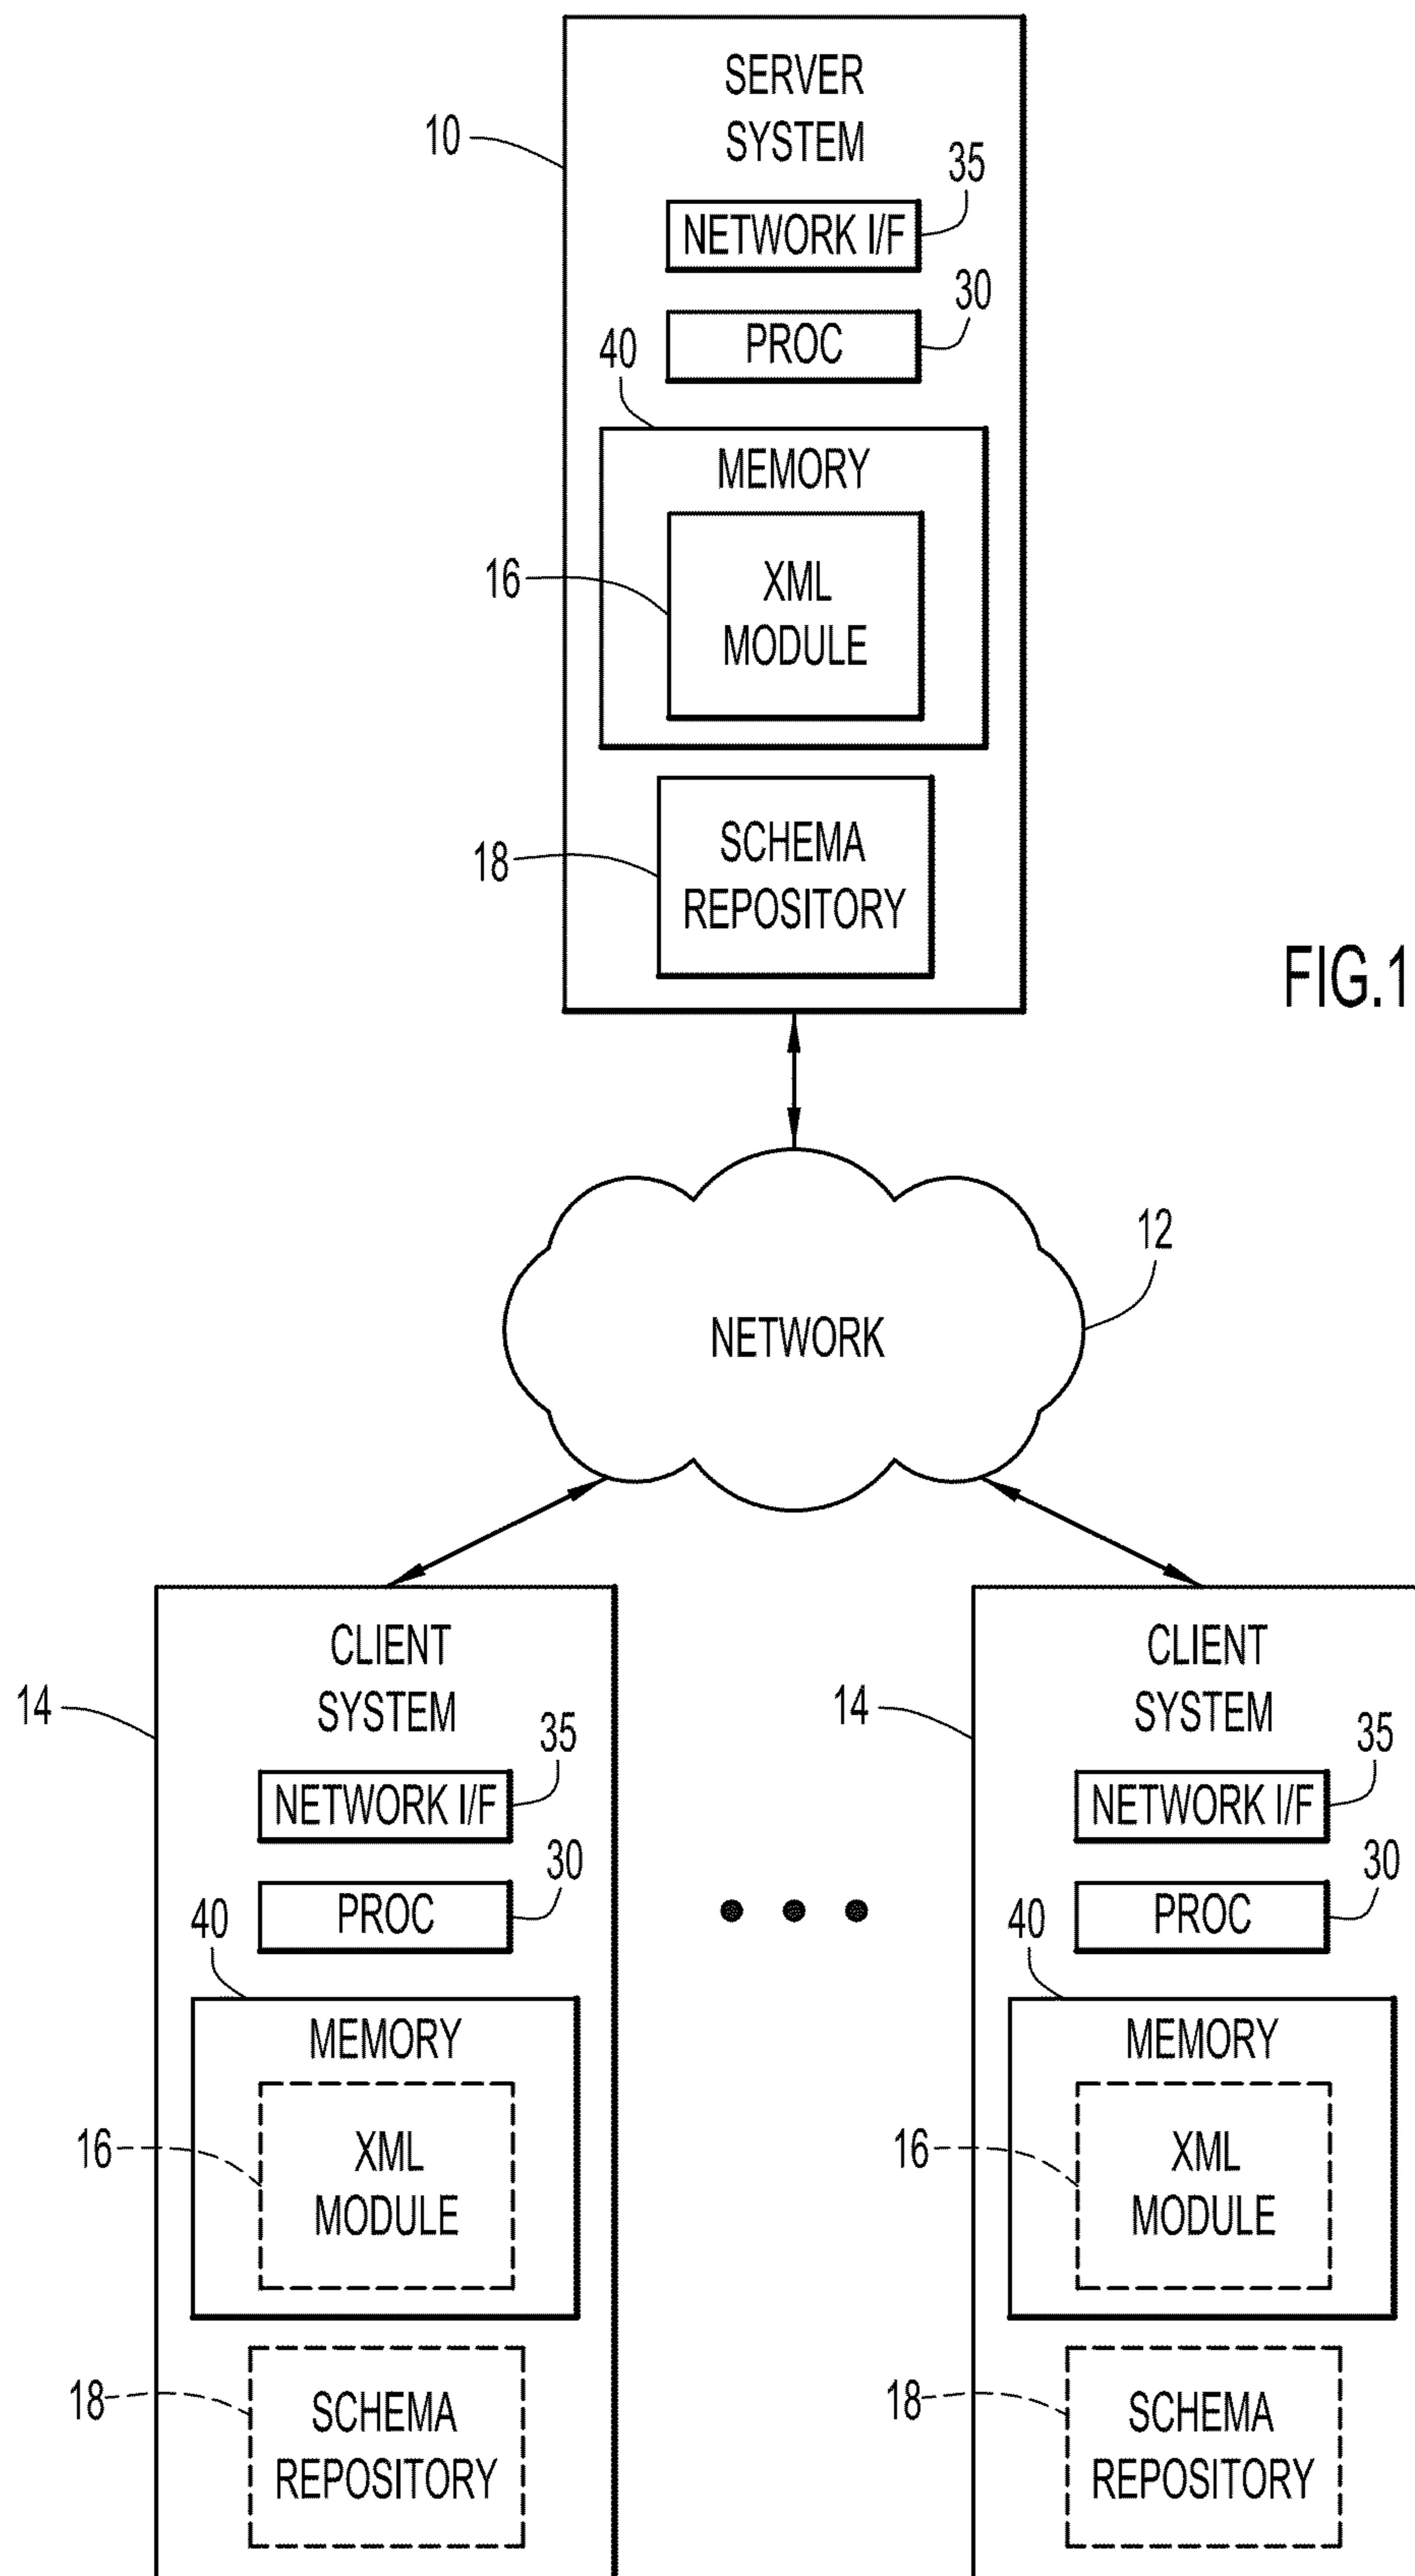 SERVER
SYSTEM
10
35
NETWORK I/F
30
PROC
40
MEMORY
16
XML
MODULE
18
SCHEMA
REPOSITORY
FIG.1
12
NETWORK
CLIENT
SYSTEM
14
35
NETWORK I/F
30
PROC
40
MEMORY
16
XML
MODULE
18
SCHEMA
REPOSITORY
CLIENT
SYSTEM
14
35
NETWORK I/F
30
PROC
40
MEMORY
16
XML
MODULE
18
SCHEMA
REPOSITORY